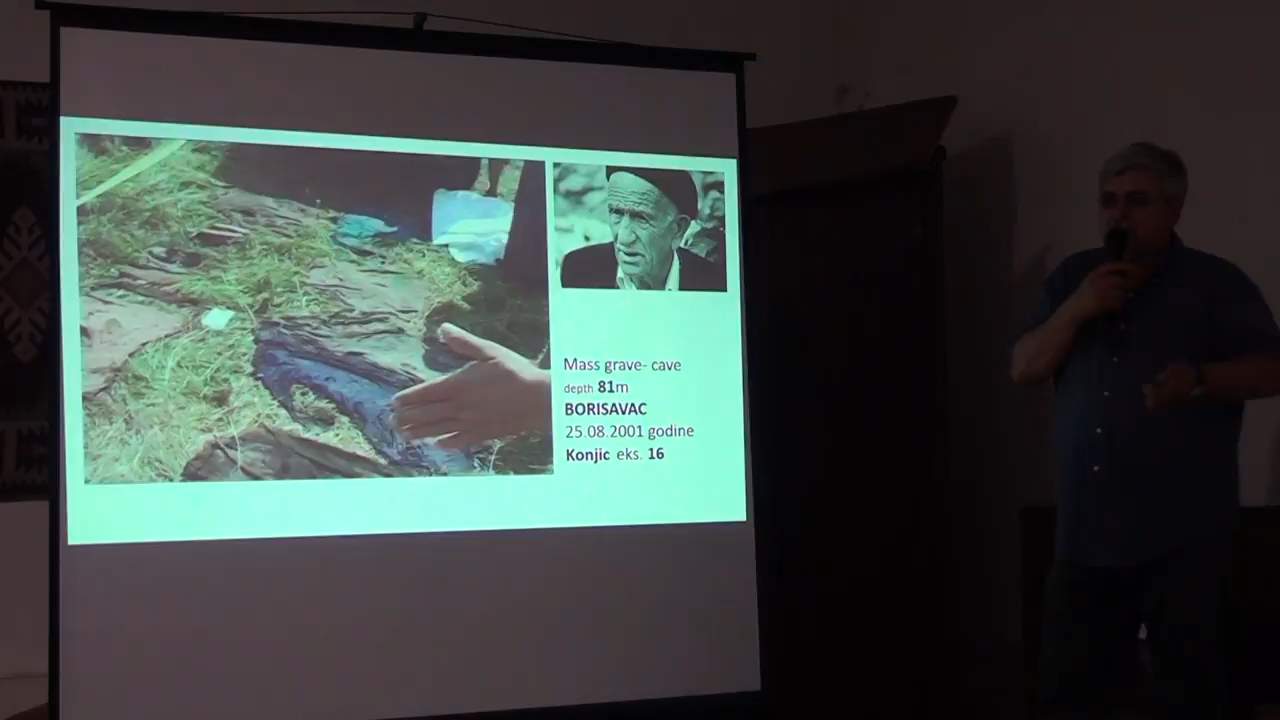 Mass grave- cave
depth 81m
BORISAVAC
25.08.2001 godine
Konjic eks. 16